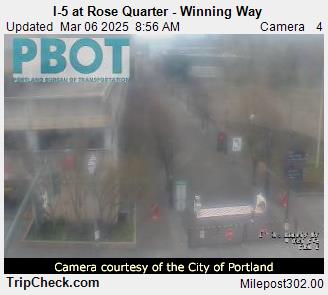 I-5 at Rose Quarter - Winning Way
Updated Mar 06 2025 8:56 AM Camera 4
PBOT
PORTLAND BUREAU OF TRANSPORTATION
Camera courtesy of the City of Portland
TripCheck.com Milepost302.00